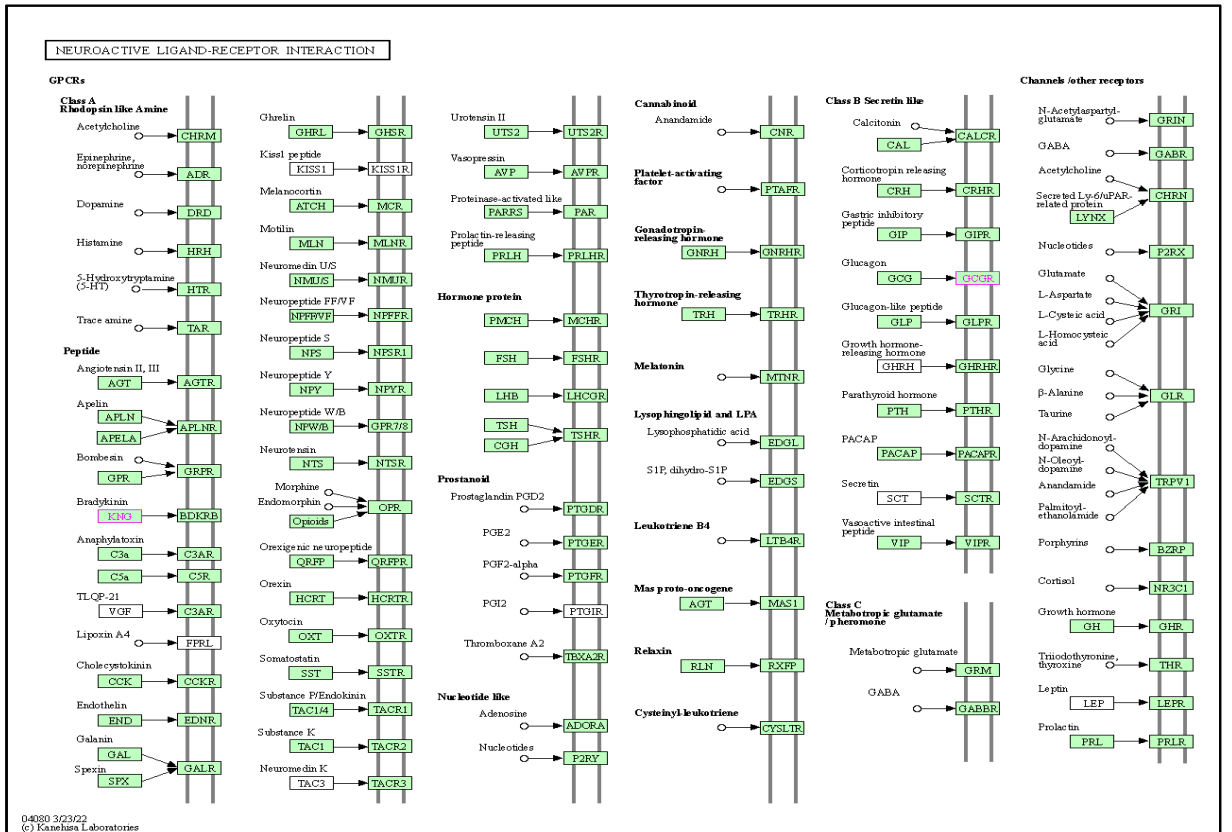 NEUROACTIVE LIGAND-RECEPTOR INTERACTION
GPCRs
Class A
Rhodopsin like Amine
Acetylcholine
CHRM
Epinephrine,
norepinephrine
ADR
Dopamine
DRD
Histamine
HRH
5-Hydroxytryptamine
(5-HT)
HTR
Trace amine
TAR
Peptide
Angiotensin II, III
AGT
AGTR
Apelin
APLN
APELA
APLNR
Bombesin
GPR
GRPR
Bradykinin
KNG
BDKRB
Anaphylatoxin
C3a
C3AR
C5a
C5R
TLQP-21
VGF
C3AR
Lipoxin A4
FPRL
Cholecystokinin
CCK
CCKR
Endothelin
END
EDNR
Galanin
GAL
Spexin
SPX
GALR
Ghrelin
GHRL
GHSR
Kiss1 peptide
KISS1
KISS1R
Melanocortin
ATCH
MCR
Motilin
MLN
MLNR
Neuromedin U/S
NMU/S
NMUR
Neuropeptide FF/VF
NPFF/VF
NPFFR
Neuropeptide S
NPS
NPSR1
Neuropeptide Y
NPY
NPYR
Neuropeptide W/B
NPW/B
GPR7/8
Neurotensin
NTS
NTSR
Morphine
Endomorphin
Opioids
OPR
Orexigenic neuropeptide
QRFP
QRFPR
Orexin
HCRT
HCRTR
Oxytocin
OXT
OXTR
Somatostatin
SST
SSTR
Substance P/Endokinin
TAC1/4
TACR1
Substance K
TAC1
TACR2
Neuromedin K
TAC3
TACR3
Urotensin II
UTS2
UTS2R
Vasopressin
AVP
AVPR
Proteinase-activated like
PARRS
PAR
Prolactin-releasing
peptide
PRLH
PRLHR
Hormone protein
PMCH
MCHR
FSH
FSHR
LHB
LHCGR
TSH
CGH
TSHR
Prostanoid
Prostaglandin PGD2
PTGDR
PGE2
PTGER
PGF2-alpha
PTGFR
PGI2
PTGIR
Thromboxane A2
TBXA2R
Nucleotide like
Adenosine
ADORA
Nucleotides
P2RY
Cannabinoid
Anandamide
CNR
Platelet-activating
factor
PTAFR
Gonadotropin-
releasing hormone
GNRH
GNRHR
Thyrotropin-releasing
hormone
TRH
TRHR
Melatonin
MTNR
Lysophingolipid and LPA
Lysophosphatidic acid
EDGL
S1P, dihydro-S1P
EDGS
Leukotriene B4
LTB4R
Mas proto-oncogene
AGT
MAS1
Relaxin
RLN
RXFP
Cysteinyl-leukotriene
CYSLTR
Class B Secretin like
Calcitonin
CAL
CALCR
Corticotropin releasing
hormone
CRH
CRHR
Gastric inhibitory
peptide
GIP
GIPR
Glucagon
GCG
GCGR
Glucagon-like peptide
GLP
GLPR
Growth hormone-
releasing hormone
GHRH
GHRHR
Parathyroid hormone
PTH
PTHR
PACAP
PACAP
PACAPR
Secretin
SCT
SCTR
Vasoactive intestinal
peptide
VIP
VIPR
Class C
Metabotropic glutamate
/ pheromone
Metabotropic glutamate
GRM
GABA
GABBR
Channels /other receptors
N-Acetylaspartyl-
glutamate
GRIN
GABA
GABR
Acetylcholine
Secreted Ly-6/uPAR-
related protein
LYNX
CHRN
Nucleotides
P2RX
Glutamate
L-Aspartate
L-Cysteic acid
L-Homocysteic
acid
GRI
Glycine
β-Alanine
Taurine
GLR
N-Arachidonoyl-
dopamine
N-Oleoyl-
dopamine
Anandamide
Palmitoyl-
ethanolamide
TRPV1
Porphyrins
BZRP
Cortisol
NR3C1
Growth hormone
GH
GHR
Triiodothyronine,
thyroxine
THR
Leptin
LEP
LEPR
Prolactin
PRL
PRLR
04080 3/23/22
(c) Kanehisa Laboratories